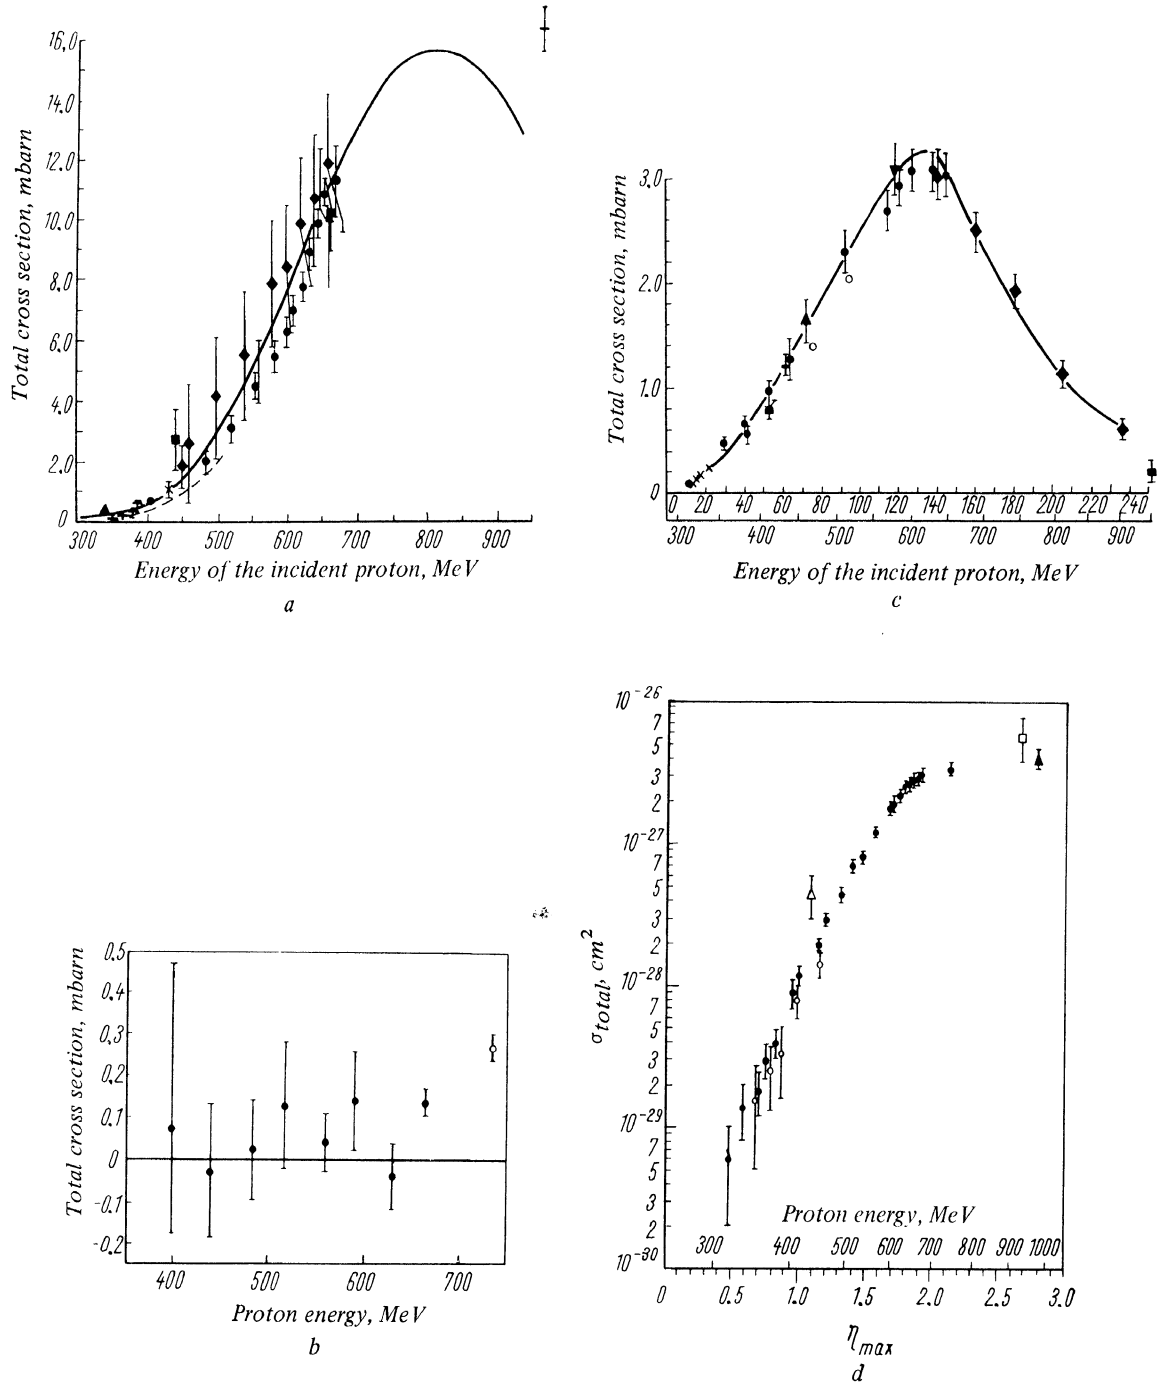 16.0
14.0
12.0
10.0
8.0
6.0
4.0
2.0
0
Total cross section, mbarn
300 400 500 600 700 800 900
Energy of the incident proton, MeV
a
3.0
2.0
1.0
0
Total cross section, mbarn
20 40 60 80 100 120 140 160 180 200 220 240
300 400 500 600 700 800 900
Energy of the incident proton, MeV
c
0.5
0.4
0.3
0.2
0.1
0
-0.1
-0.2
Total cross section, mbarn
400 500 600 700
Proton energy, MeV
b
10⁻²⁶
7
5
3
2
10⁻²⁷
7
5
3
2
10⁻²⁸
7
5
3
2
10⁻²⁹
7
5
3
2
10⁻³⁰
σtotal, cm²
Proton energy, MeV
300 400 500 600 700 800 900 1000
0 0.5 1.0 1.5 2.0 2.5 3.0
ηmax
d